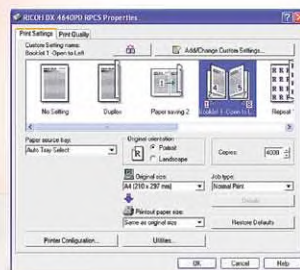 RICOH DX 4640PD RPCS Properties
Print Settings
Print Quality
Custom Setting name:
Booklet 1 -Open to Left
Add/Change Custom Settings...
No Setting
Duplex
Paper saving 2
Booklet 1 -Open to L...
Repeat
Paper source tray:
Auto Tray Select
Original orientation:
R
Portrait
Landscape
Copies:
Original size:
A4 (210 x 297 mm)
Job type:
Normal Print
Details...
Printout paper size:
Same as original size
Restore Defaults
Printer Configuration...
Utilities...
OK
Cancel
Help